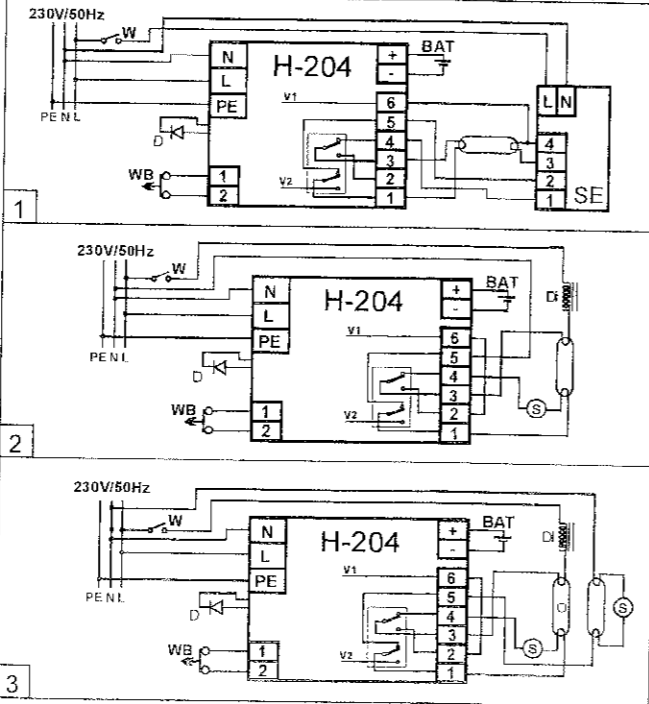 230V/50Hz
W
N
H-204
+
BAT
-
L
V1
6
L N
PE
5
PE N L
D
4
4
3
3
WB
1
2
2
2
V2
1
1
SE
1
230V/50Hz
W
N
H-204
+
BAT
-
Di
L
V1
6
PE
5
PE N L
D
4
3
WB
1
2
S
2
V2
1
2
230V/50Hz
W
N
H-204
+
BAT
-
Di
L
V1
6
PE
5
PE N L
D
4
S
3
WB
1
2
S
2
V2
1
3